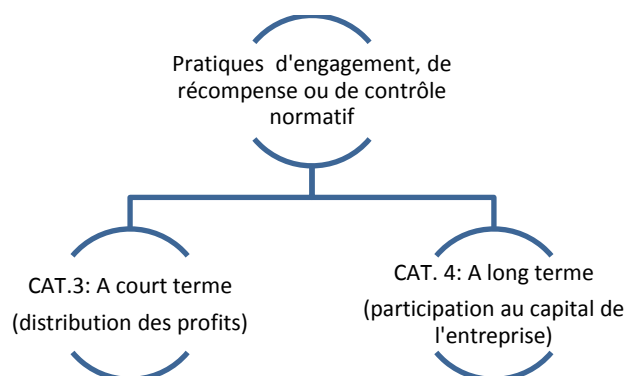 Pratiques d'engagement, de
récompense ou de contrôle
normatif
CAT.3: A court terme
(distribution des profits)
CAT. 4: A long terme
(participation au capital de
l'entreprise)